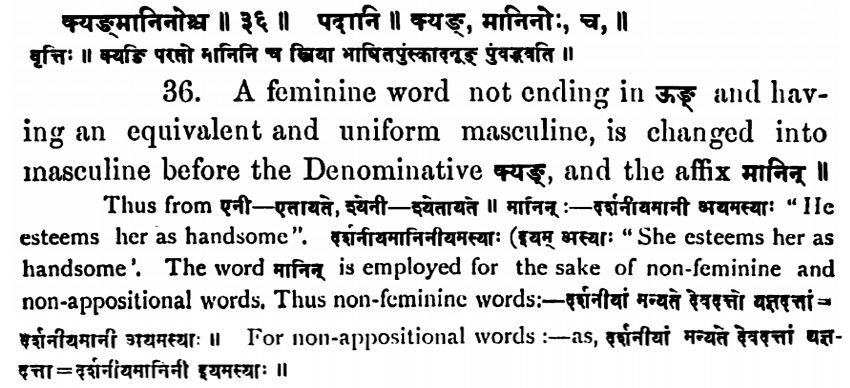 क्यङ्मानिनोश्च ॥ ३६ ॥ पदानि ॥ क्यङ्, मानिनोः, च, ॥
वृत्तिः ॥ क्यङि परतो मानिनि च स्त्रिया भाषितपुंस्कादनूङ् पुंवद्भवति ॥
36. A feminine word not ending in ऊङ् and hav-
ing an equivalent and uniform masculine, is changed into
masculine before the Denominative क्यङ्, and the affix मानिन् ॥
Thus from एनी—एतायते, श्येनी—श्येतायते ॥ मानिन् :—दर्शनीयमानी अयमस्याः "He
esteems her as handsome". दर्शनीयमानिनीयमस्याः (इयम् अस्याः "She esteems her as
handsome'. The word मानिन् is employed for the sake of non-feminine and
non-appositional words. Thus non-feminine words:—दर्शनीयां मन्यते देवदत्तो यज्ञदत्तां=
दर्शनीयमानी अयमस्याः ॥ For non-appositional words :—as, दर्शनीयां मन्यते देवदत्तां यज्ञ-
दत्ता=दर्शनीयमानिनी इयमस्याः ॥